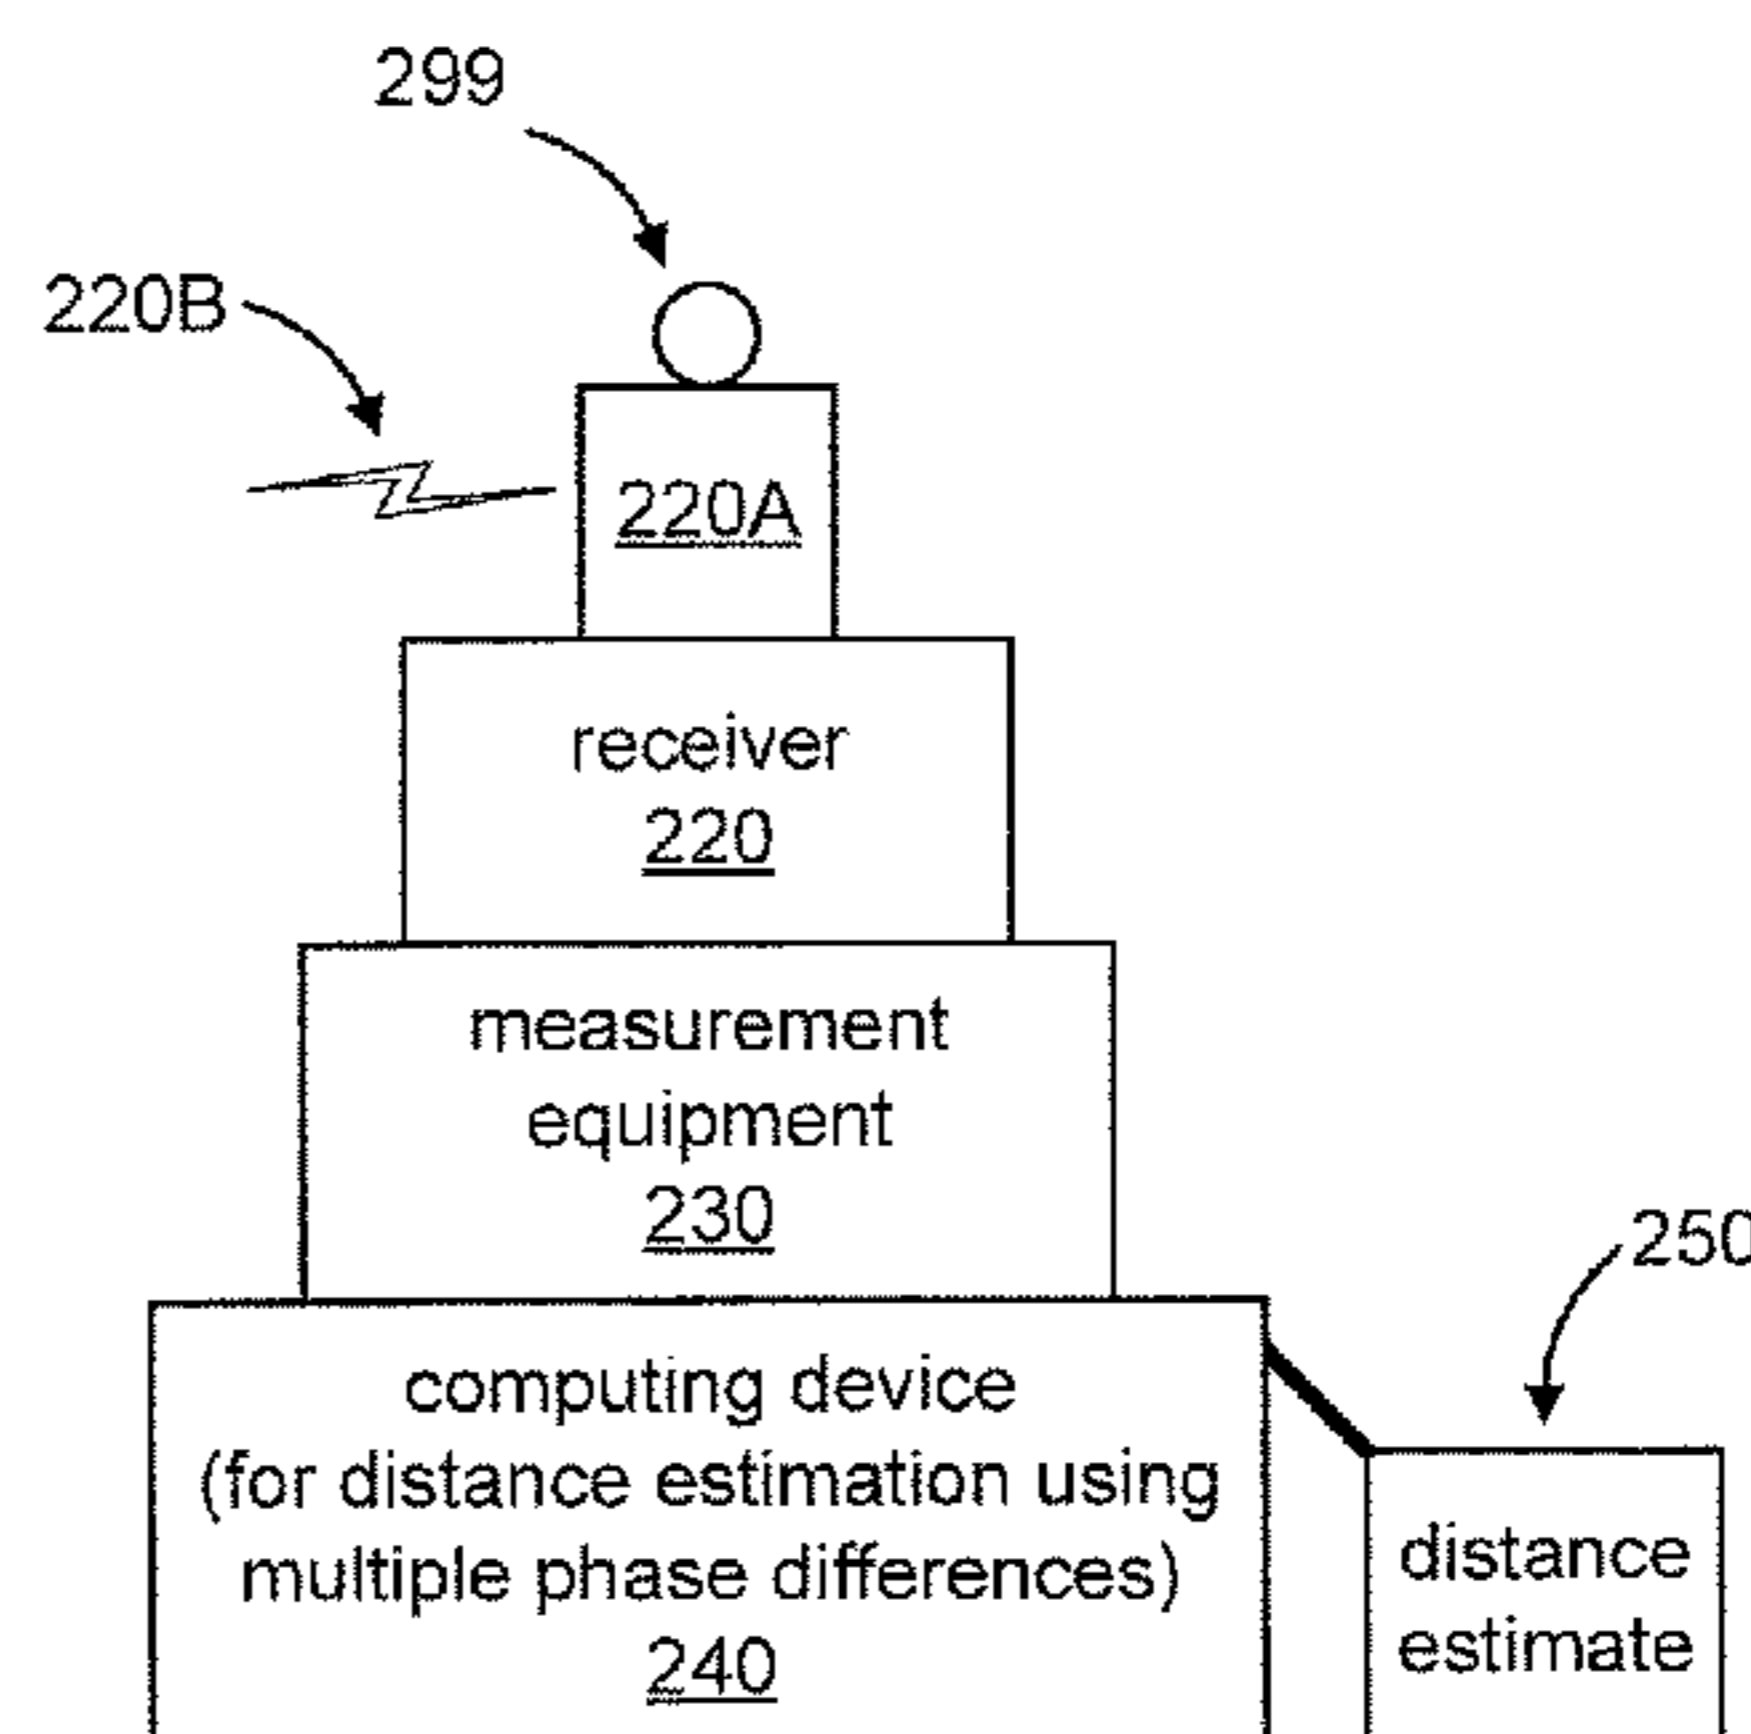 299
220B
220A
receiver
220
measurement
equipment
230
250
computing device
(for distance estimation using
multiple phase differences)
240
distance
estimate